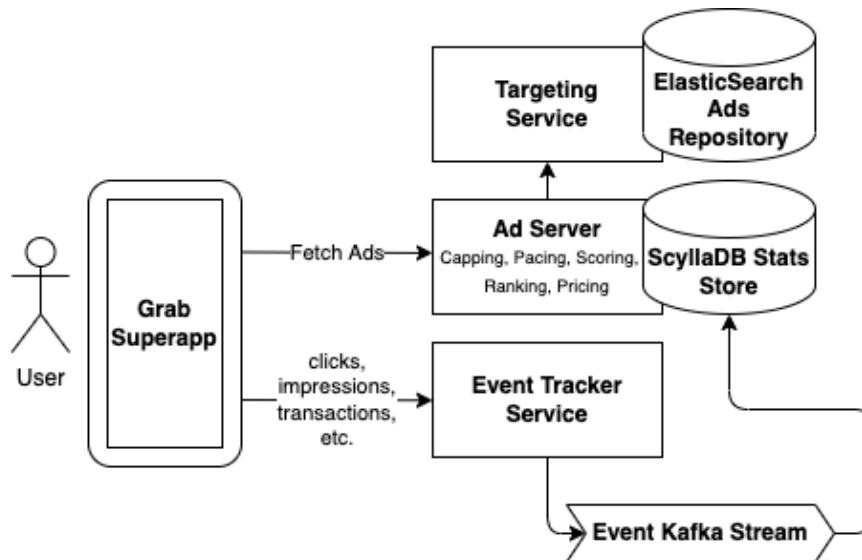 Targeting
Service
ElasticSearch
Ads
Repository
User
Grab
Superapp
Fetch Ads
Ad Server
Capping, Pacing, Scoring,
Ranking, Pricing
ScyllaDB Stats
Store
clicks,
impressions,
transactions,
etc.
Event Tracker
Service
Event Kafka Stream